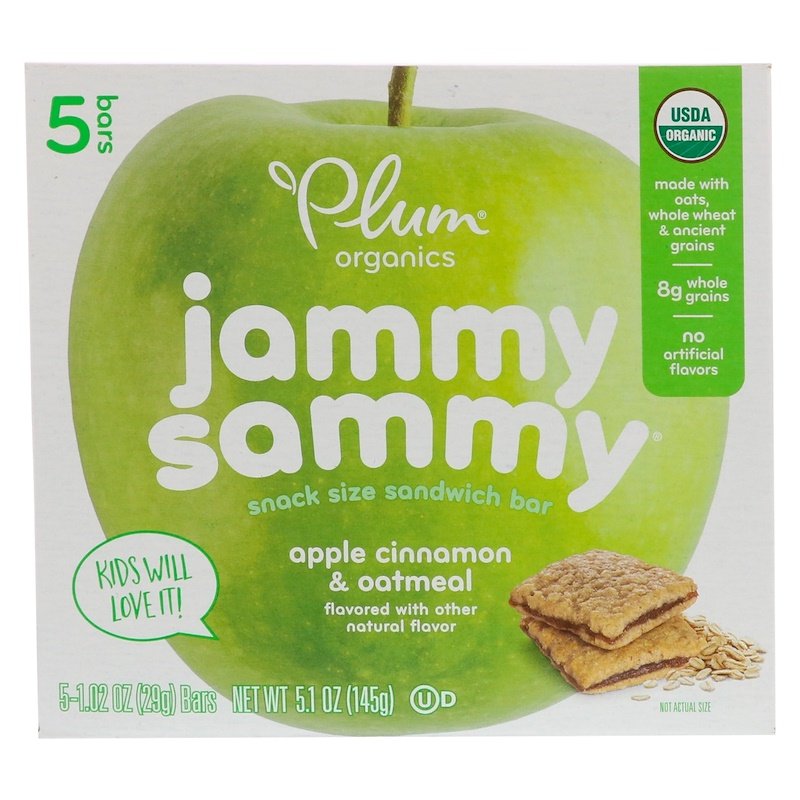 5 bars
Plum®
organics
jammy
sammy®
snack size sandwich bar
apple cinnamon
& oatmeal
flavored with other
natural flavor
KIDS WILL
LOVE IT!
5-1.02 OZ (29g) Bars NET WT 5.1 OZ (145g) U D
USDA
ORGANIC
made with
oats,
whole wheat
& ancient
grains
8g whole
grains
no
artificial
flavors
NOT ACTUAL SIZE